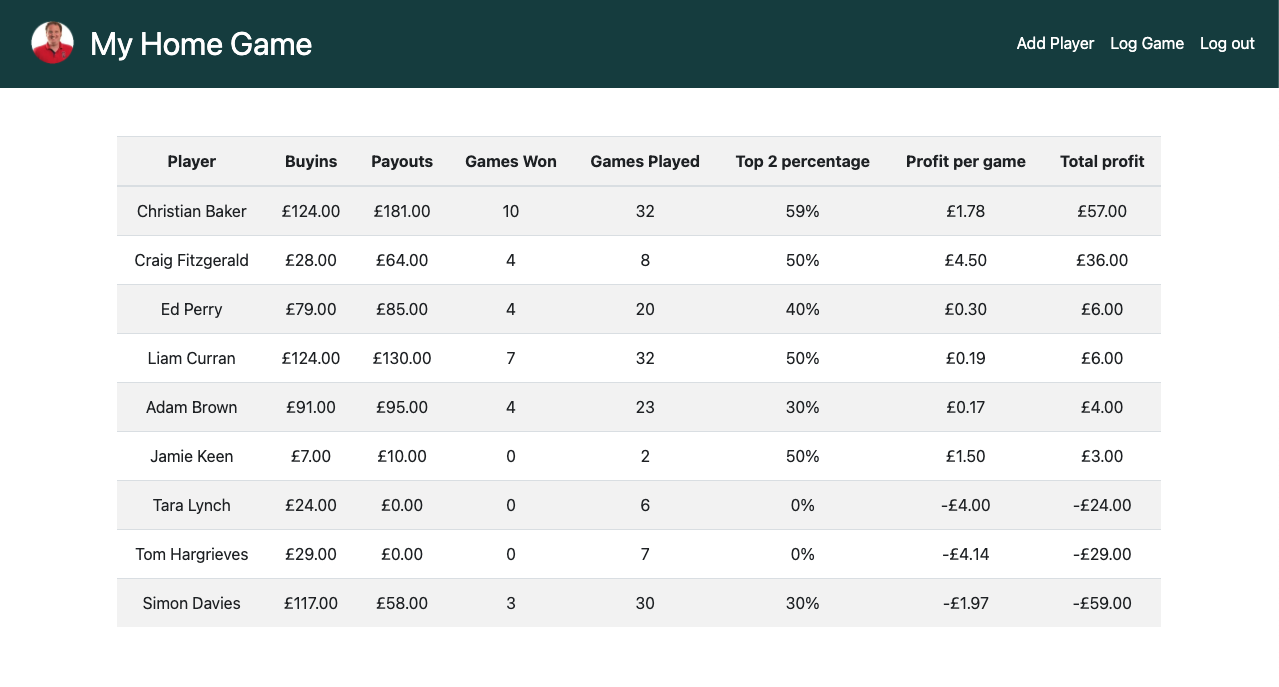 My Home Game
Add Player Log Game Log out
Player Buyins Payouts Games Won Games Played Top 2 percentage Profit per game Total profit
Christian Baker £124.00 £181.00 10 32 59% £1.78 £57.00
Craig Fitzgerald £28.00 £64.00 4 8 50% £4.50 £36.00
Ed Perry £79.00 £85.00 4 20 40% £0.30 £6.00
Liam Curran £124.00 £130.00 7 32 50% £0.19 £6.00
Adam Brown £91.00 £95.00 4 23 30% £0.17 £4.00
Jamie Keen £7.00 £10.00 0 2 50% £1.50 £3.00
Tara Lynch £24.00 £0.00 0 6 0% -£4.00 -£24.00
Tom Hargrieves £29.00 £0.00 0 7 0% -£4.14 -£29.00
Simon Davies £117.00 £58.00 3 30 30% -£1.97 -£59.00